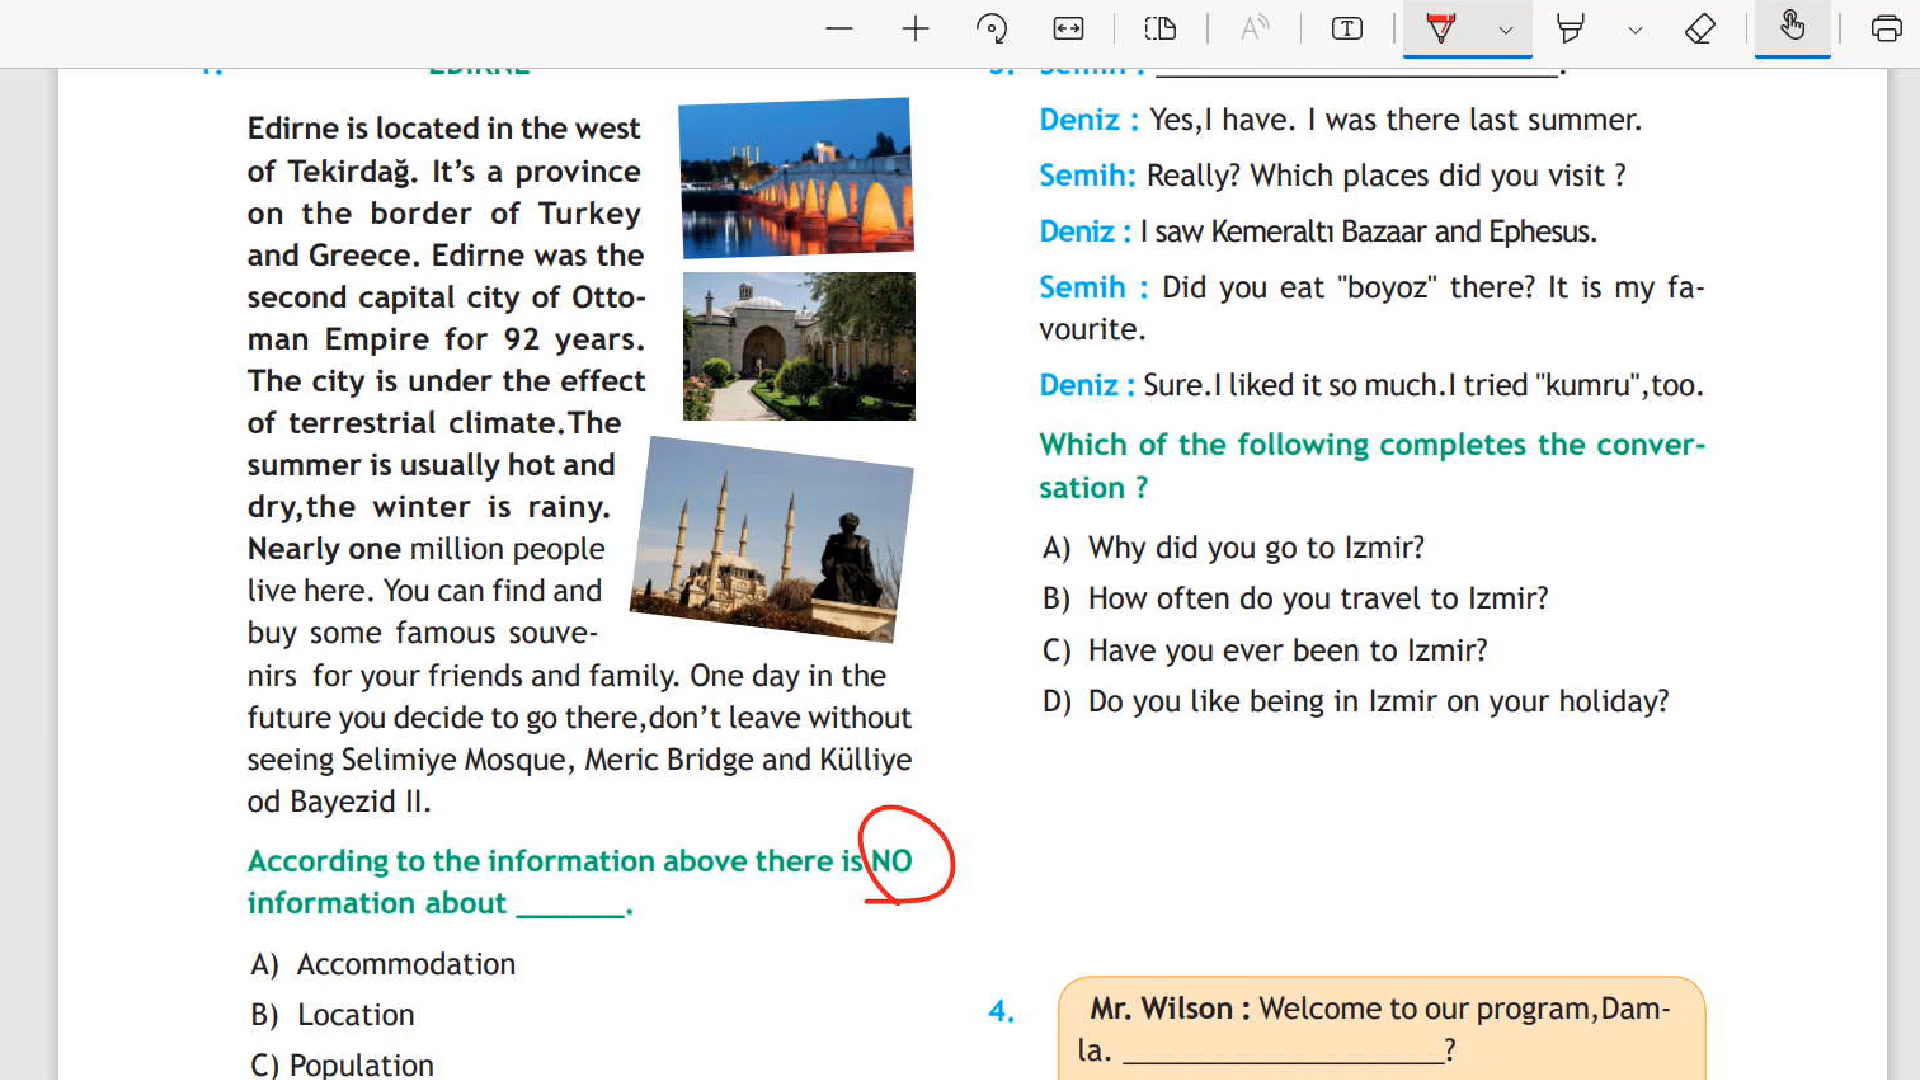 1. EDIRNE
Edirne is located in the west
of Tekirdağ. It's a province
on the border of Turkey
and Greece. Edirne was the
second capital city of Otto-
man Empire for 92 years.
The city is under the effect
of terrestrial climate.The
summer is usually hot and
dry,the winter is rainy.
Nearly one million people
live here. You can find and
buy some famous souve-
nirs for your friends and family. One day in the
future you decide to go there,don't leave without
seeing Selimiye Mosque, Meric Bridge and Külliye
od Bayezid II.
According to the information above there is NO
information about ______.
A) Accommodation
B) Location
C) Population
3. Semih : ______________________.
Deniz : Yes,I have. I was there last summer.
Semih: Really? Which places did you visit ?
Deniz : I saw Kemeraltı Bazaar and Ephesus.
Semih : Did you eat "boyoz" there? It is my fa-
vourite.
Deniz : Sure.I liked it so much.I tried "kumru",too.
Which of the following completes the conver-
sation ?
A) Why did you go to Izmir?
B) How often do you travel to Izmir?
C) Have you ever been to Izmir?
D) Do you like being in Izmir on your holiday?
4. Mr. Wilson : Welcome to our program,Dam-
la. __________________?